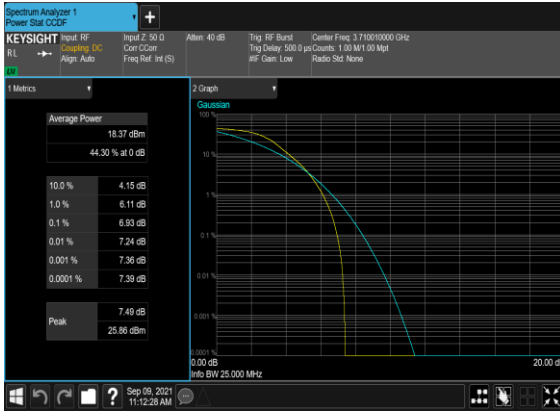 Spectrum Analyzer 1
Power Stat CCDF
+
KEYSIGHT Input: RF Input Z: 50 Ω Atten: 40 dB Trig: RF Burst Center Freq: 3.710010000 GHz
RL Coupling: DC Corr CCorr Trig Delay: 500.0 µs Counts: 1.00 M/1.00 Mpt
Align: Auto Freq Ref: Int (S) #IF Gain: Low Radio Std: None
1 Metrics
Average Power
18.37 dBm
44.30 % at 0 dB
10.0 % 4.15 dB
1.0 % 6.11 dB
0.1 % 6.93 dB
0.01 % 7.24 dB
0.001 % 7.36 dB
0.0001 % 7.39 dB
Peak 7.49 dB
25.86 dBm
2 Graph
Gaussian
100 %
10 %
1 %
0.1 %
0.01 %
0.001 %
0.0001 %
0.00 dB 20.00 d
Info BW 25.000 MHz
? Sep 09, 2021
11:12:28 AM